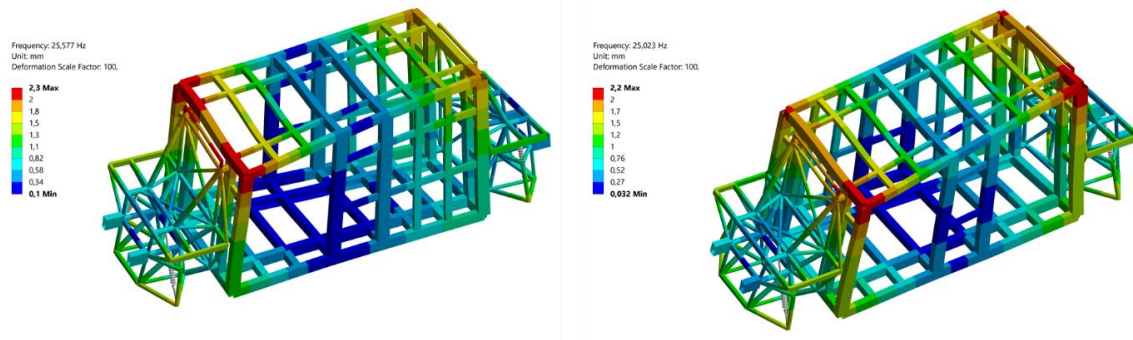 Frequency: 25,577 Hz
Unit: mm
Deformation Scale Factor: 100,
2,3 Max
2
1,8
1,5
1,3
1,1
0,82
0,58
0,34
0,1 Min
Frequency: 25,023 Hz
Unit: mm
Deformation Scale Factor: 100,
2,2 Max
2
1,7
1,5
1,2
1
0,76
0,52
0,27
0,032 Min